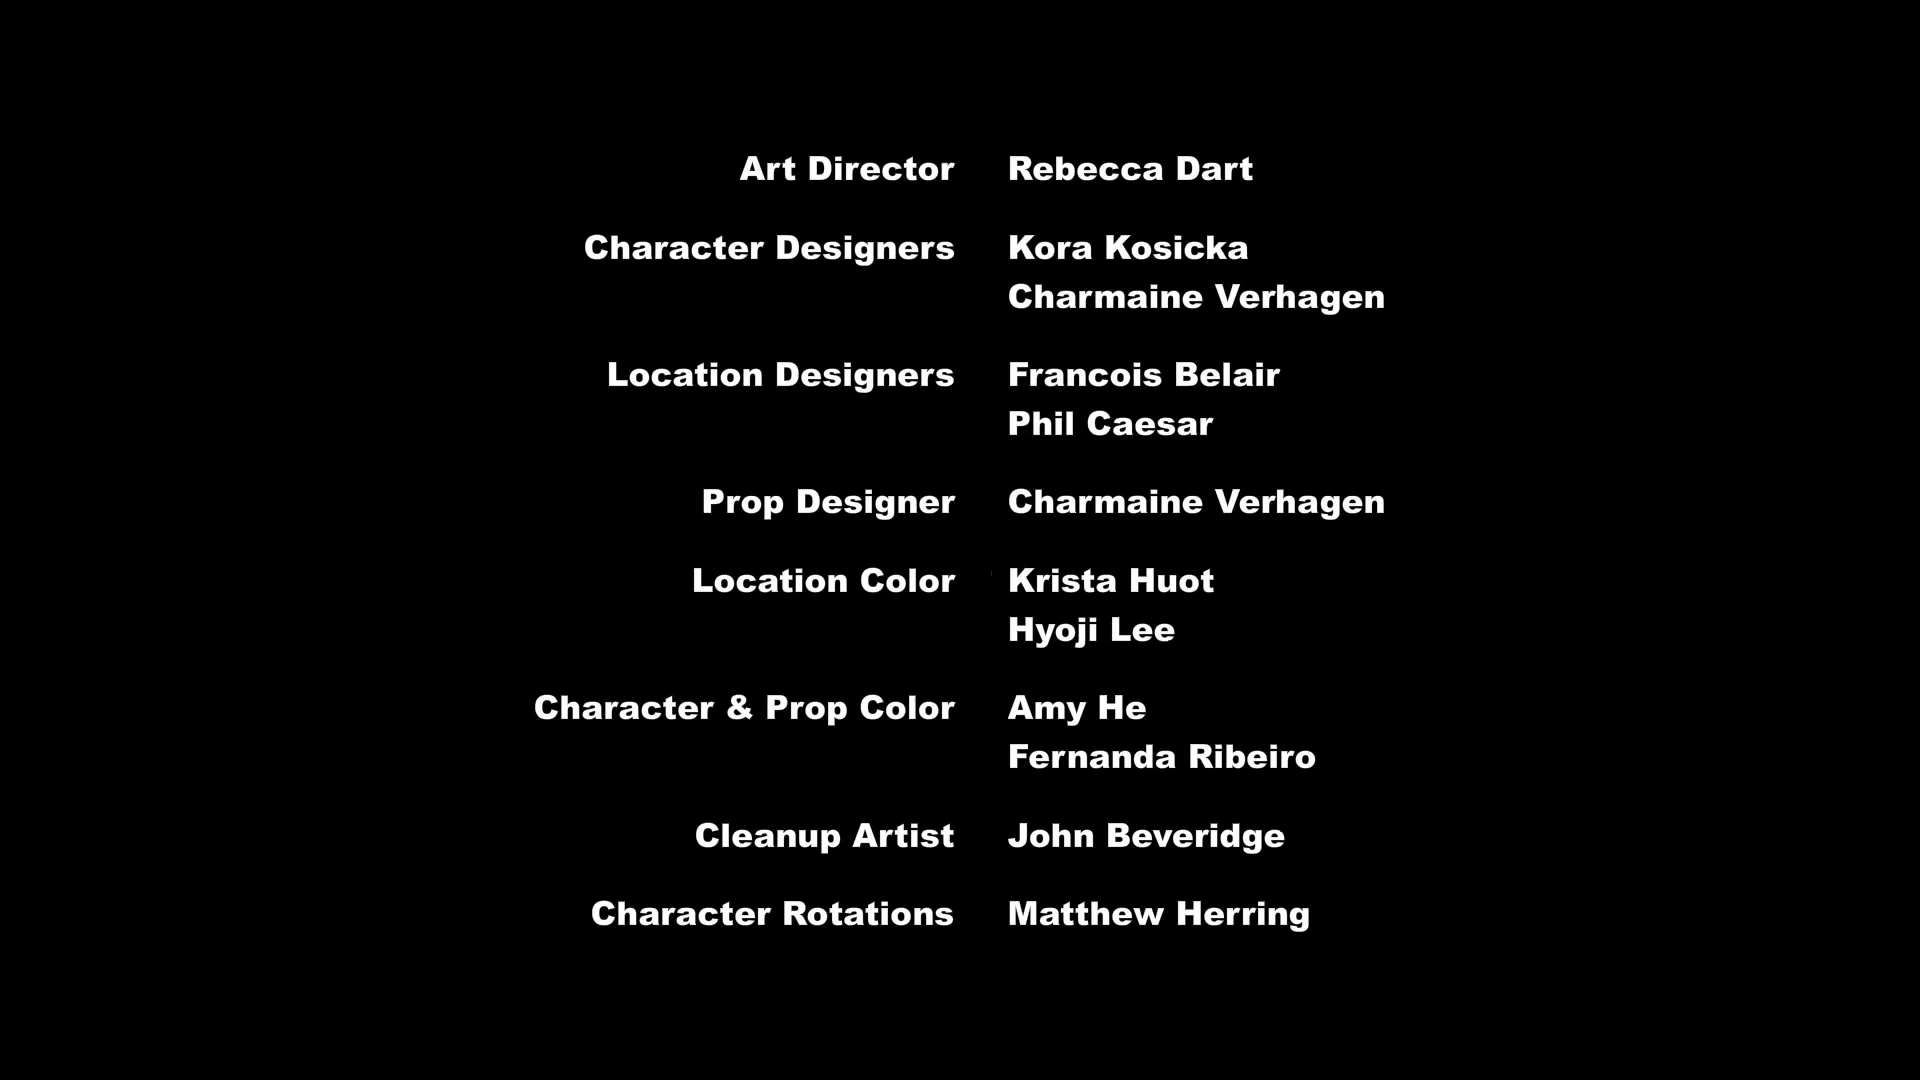 Art Director Rebecca Dart
Character Designers Kora Kosicka
Charmaine Verhagen
Location Designers Francois Belair
Phil Caesar
Prop Designer Charmaine Verhagen
Location Color Krista Huot
Hyoji Lee
Character & Prop Color Amy He
Fernanda Ribeiro
Cleanup Artist John Beveridge
Character Rotations Matthew Herring